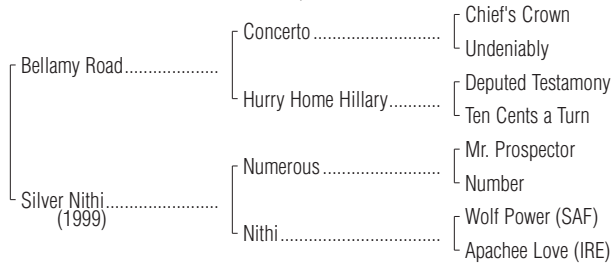 Chief's Crown
Concerto ........................
Undeniably
Bellamy Road..................
Deputed Testamony
Hurry Home Hillary..........
Ten Cents a Turn
Mr. Prospector
Numerous .....................
Number
Silver Nithi......................
(1999)
Wolf Power (SAF)
Nithi...............................
Apachee Love (IRE)